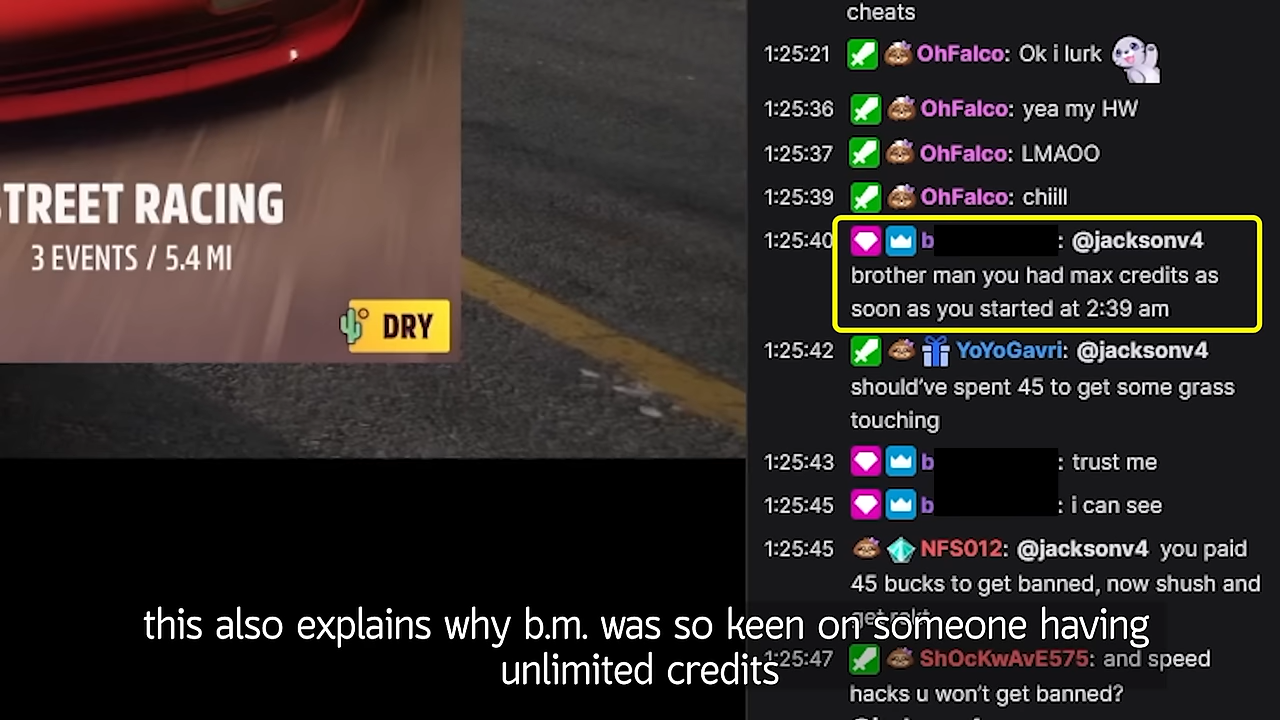 cheats
1:25:21 OhFalco: Ok i lurk
1:25:36 OhFalco: yea my HW
1:25:37 OhFalco: LMAOO
1:25:39 OhFalco: chiill
1:25:40 b : @jacksonv4
brother man you had max credits as
soon as you started at 2:39 am
1:25:42 YoYoGavri: @jacksonv4
should've spent 45 to get some grass
touching
1:25:43 b : trust me
1:25:45 b : i can see
1:25:45 NFS012: @jacksonv4 you paid
45 bucks to get banned, now shush and
get rekt
1:25:47 ShOcKwAvE575: and speed
hacks u won't get banned?
STREET RACING
3 EVENTS / 5.4 MI
DRY
this also explains why b.m. was so keen on someone having
unlimited credits